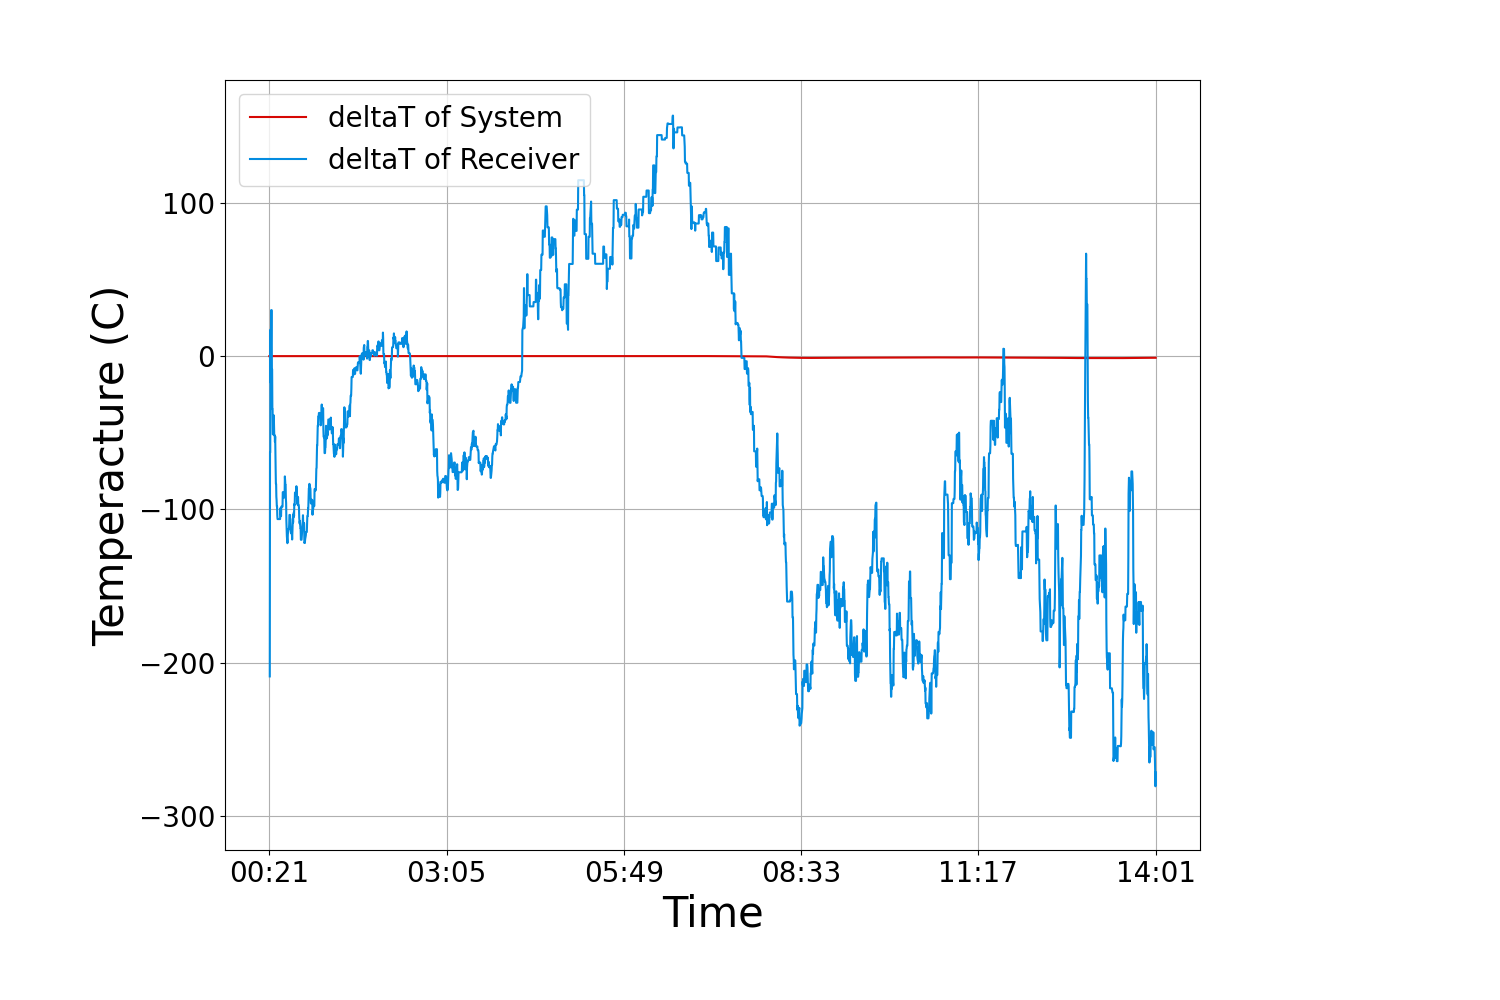 deltaT of System
deltaT of Receiver
Temperacture (C)
100
0
−100
−200
−300
00:21 03:05 05:49 08:33 11:17 14:01
Time